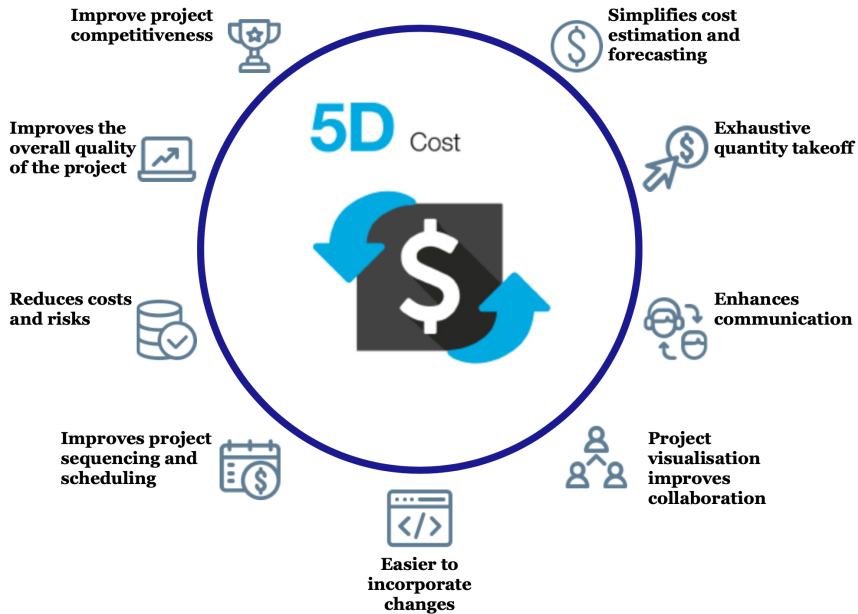 Improve project
competitiveness
Simplifies cost
estimation and
forecasting
5D Cost
Improves the
overall quality
of the project
Exhaustive
quantity takeoff
$
Reduces costs
and risks
Enhances
communication
Improves project
sequencing and
scheduling
Project
visualisation
improves
collaboration
Easier to
incorporate
changes